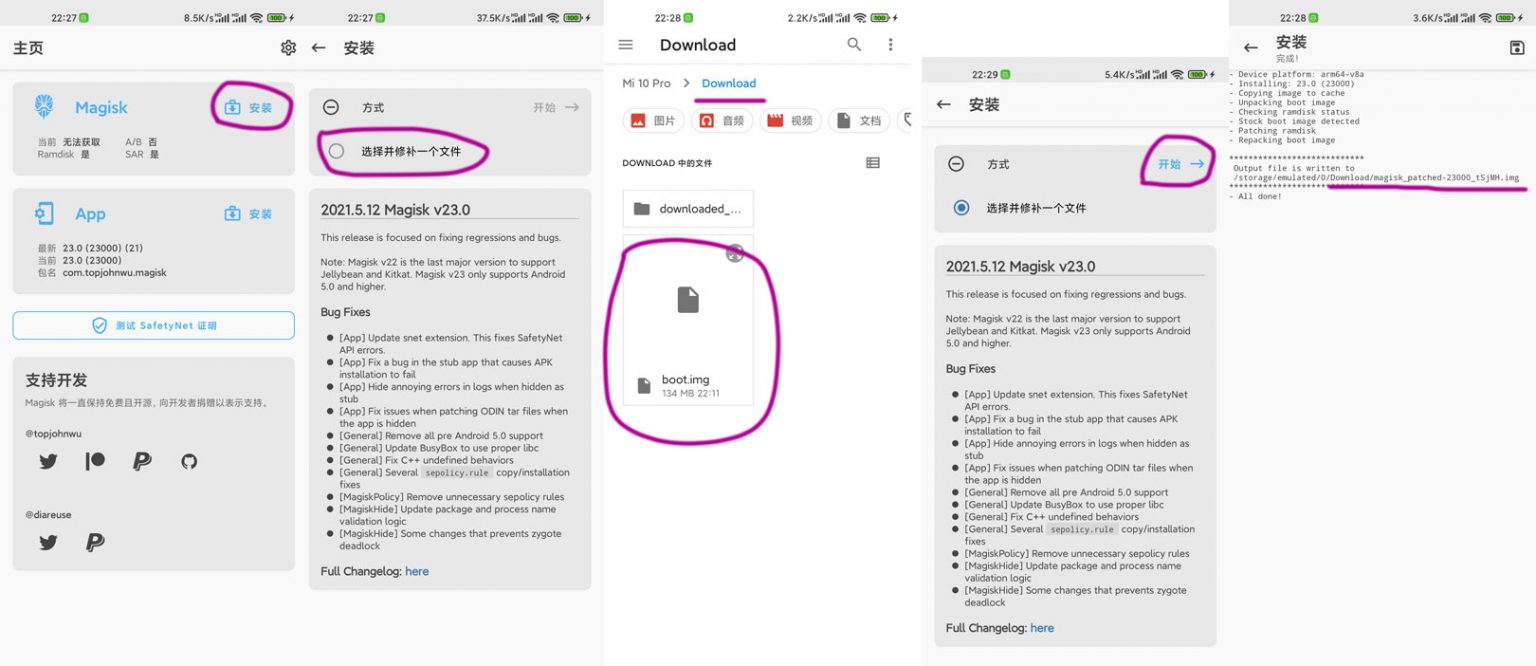 22:27
8.5K/s
100
主页
Magisk
安装
当前 无法获取
A/B 否
Ramdisk 是
SAR 是
App
安装
最新 23.0 (23000) (21)
当前 23.0 (23000)
包名 com.topjohnwu.magisk
测试 SafetyNet 证明
支持开发
Magisk 将一直保持免费且开源，向开发者捐赠以表示支持。
@topjohnwu
@diareuse
22:27
37.5K/s
100
安装
方式
开始
选择并修补一个文件
2021.5.12 Magisk v23.0
This release is focused on fixing regressions and bugs.
Note: Magisk v22 is the last major version to support
Jellybean and Kitkat. Magisk v23 only supports Android
5.0 and higher.
Bug Fixes
[App] Update snet extension. This fixes SafetyNet
API errors.
[App] Fix a bug in the stub app that causes APK
installation to fail
[App] Hide annoying errors in logs when hidden as
stub
[App] Fix issues when patching ODIN tar files when
the app is hidden
[General] Remove all pre Android 5.0 support
[General] Update BusyBox to use proper libc
[General] Fix C++ undefined behaviors
[General] Several sepolicy.rule copy/installation
fixes
[MagiskPolicy] Remove unnecessary sepolicy rules
[MagiskHide] Update package and process name
validation logic
[MagiskHide] Some changes that prevents zygote
deadlock
Full Changelog: here
22:28
2.2K/s
100
Download
Mi 10 Pro
Download
图片
音频
视频
文档
DOWNLOAD 中的文件
downloaded_...
boot.img
134 MB 22:11
22:29
5.4K/s
100
安装
方式
开始
选择并修补一个文件
2021.5.12 Magisk v23.0
This release is focused on fixing regressions and bugs.
Note: Magisk v22 is the last major version to support
Jellybean and Kitkat. Magisk v23 only supports Android
5.0 and higher.
Bug Fixes
[App] Update snet extension. This fixes SafetyNet
API errors.
[App] Fix a bug in the stub app that causes APK
installation to fail
[App] Hide annoying errors in logs when hidden as
stub
[App] Fix issues when patching ODIN tar files when
the app is hidden
[General] Remove all pre Android 5.0 support
[General] Update BusyBox to use proper libc
[General] Fix C++ undefined behaviors
[General] Several sepolicy.rule copy/installation
fixes
[MagiskPolicy] Remove unnecessary sepolicy rules
[MagiskHide] Update package and process name
validation logic
[MagiskHide] Some changes that prevents zygote
deadlock
Full Changelog: here
22:28
3.6K/s
100
安装
完成!
- Device platform: arm64-v8a
- Installing: 23.0 (23000)
- Copying image to cache
- Unpacking boot image
- Checking ramdisk status
- Stock boot image detected
- Patching ramdisk
- Repacking boot image
****************************
Output file is written to
/storage/emulated/0/Download/magisk_patched-23000_tSjMH.img
****************************
- All done!